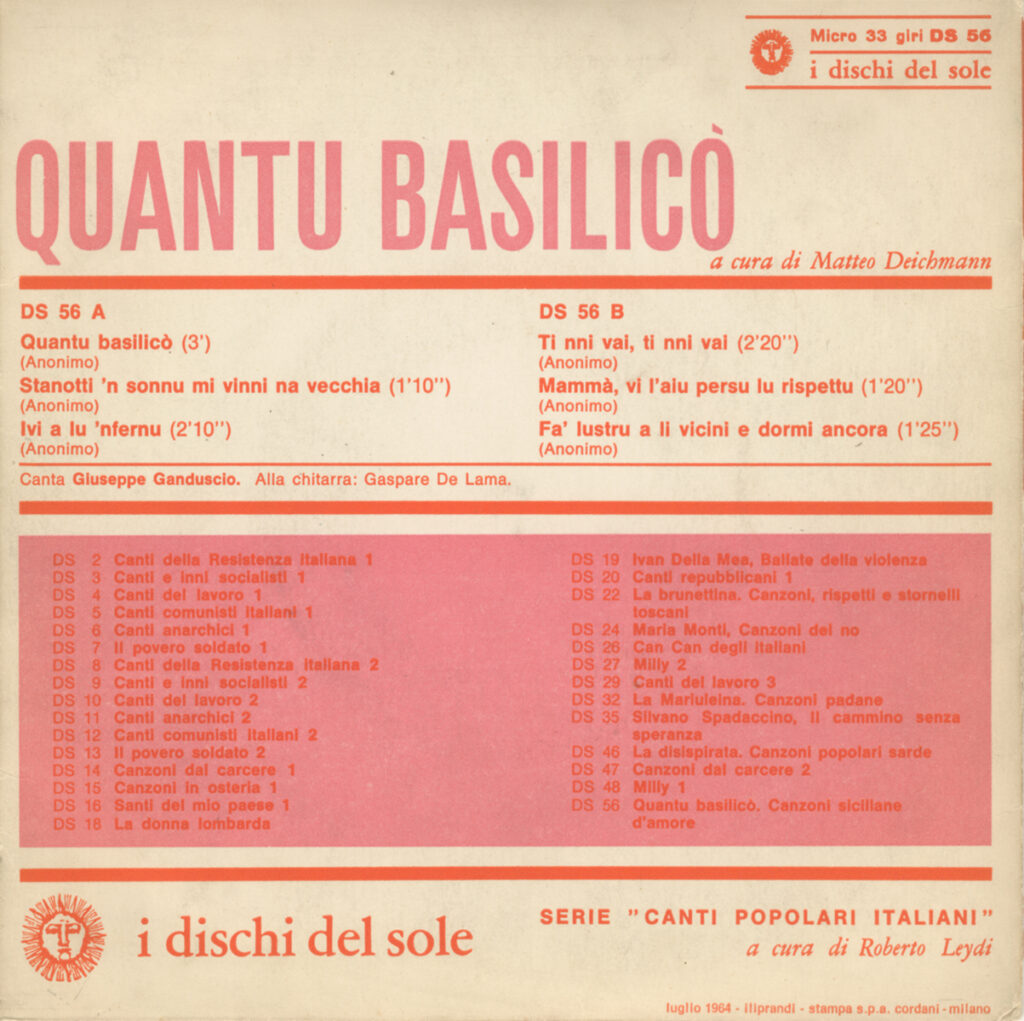 Micro 33 giri DS 56
i dischi del sole
QUANTU BASILICÒ
a cura di Matteo Deichmann
DS 56 A
Quantu basilicò (3')
(Anonimo)
Stanotti 'n sonnu mi vinni na vecchia (1'10'')
(Anonimo)
Ivi a lu 'nfernu (2'10'')
(Anonimo)
DS 56 B
Ti nni vai, ti nni vai (2'20'')
(Anonimo)
Mammà, vi l'aiu persu lu rispettu (1'20'')
(Anonimo)
Fa' lustru a li vicini e dormi ancora (1'25'')
(Anonimo)
Canta Giuseppe Ganduscio. Alla chitarra: Gaspare De Lama.
DS 2 Canti della Resistenza italiana 1
DS 3 Canti e inni socialisti 1
DS 4 Canti del lavoro 1
DS 5 Canti comunisti italiani 1
DS 6 Canti anarchici 1
DS 7 Il povero soldato 1
DS 8 Canti della Resistenza italiana 2
DS 9 Canti e inni socialisti 2
DS 10 Canti del lavoro 2
DS 11 Canti anarchici 2
DS 12 Canti comunisti italiani 2
DS 13 Il povero soldato 2
DS 14 Canzoni dal carcere 1
DS 15 Canzoni in osteria 1
DS 16 Santi del mio paese 1
DS 18 La donna lombarda
DS 19 Ivan Della Mea, Ballate della violenza
DS 20 Canti repubblicani 1
DS 22 La brunettina. Canzoni, rispetti e stornelli
toscani
DS 24 Maria Monti, Canzoni del no
DS 26 Can Can degli italiani
DS 27 Milly 2
DS 29 Canti del lavoro 3
DS 32 La Mariuleina. Canzoni padane
DS 35 Silvano Spadaccino, Il cammino senza
speranza
DS 46 La disispirata. Canzoni popolari sarde
DS 47 Canzoni dal carcere 2
DS 48 Milly 1
DS 56 Quantu basilicò. Canzoni siciliane
d'amore
i dischi del sole
SERIE "CANTI POPOLARI ITALIANI"
a cura di Roberto Leydi
luglio 1964 - iliprandi - stampa s.p.a. cordani - milano